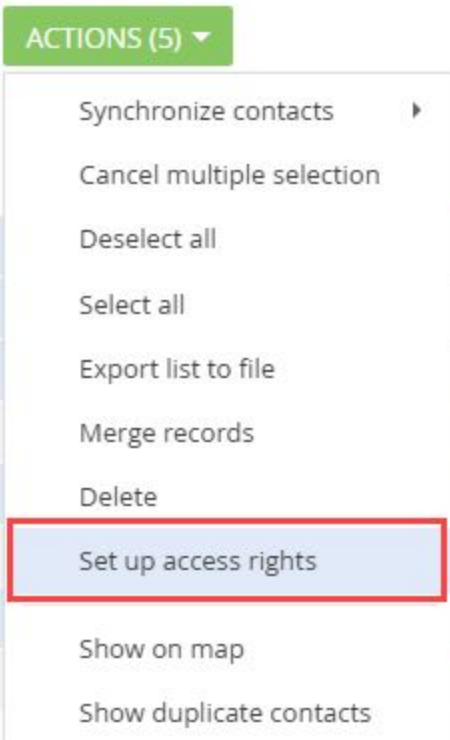 ACTIONS (5)
Synchronize contacts
Cancel multiple selection
Deselect all
Select all
Export list to file
Merge records
Delete
Set up access rights
Show on map
Show duplicate contacts